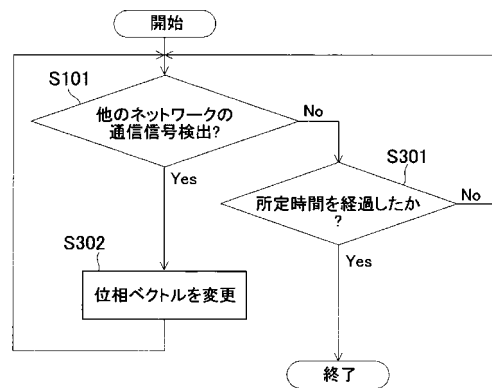 開始
S101
他のネットワークの
通信信号検出?
No
Yes
S301
所定時間を経過したか
?
No
Yes
S302
位相ベクトルを変更
終了